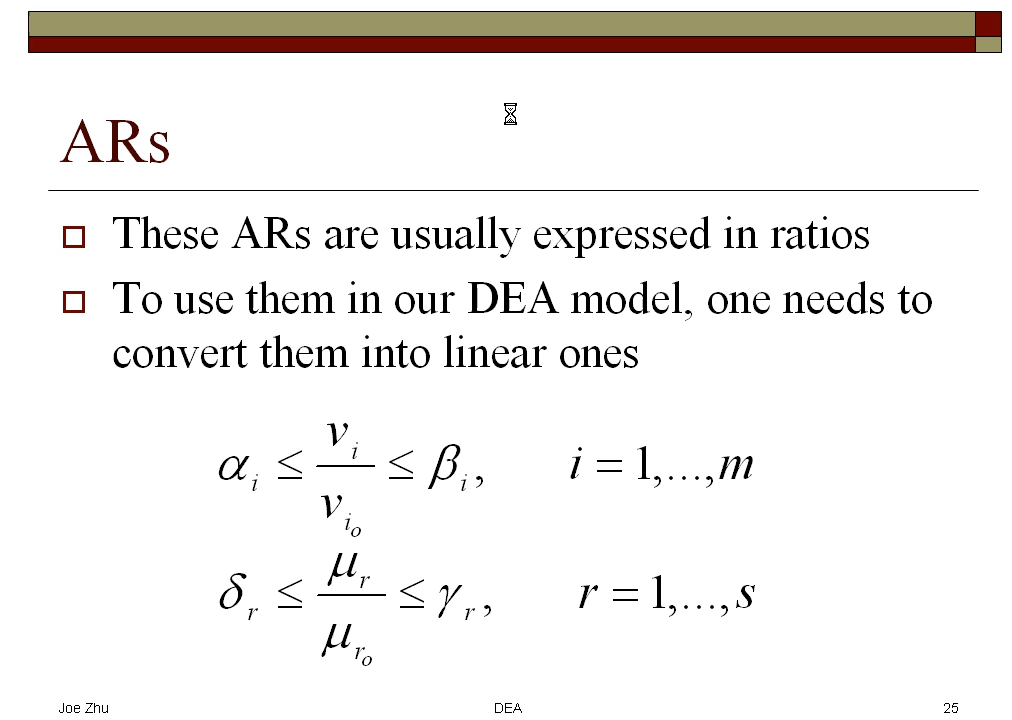 ARs
These ARs are usually expressed in ratios
To use them in our DEA model, one needs to
convert them into linear ones
α_i ≤ v_i / v_{i_o} ≤ β_i, i = 1,...,m
δ_r ≤ μ_r / μ_{r_o} ≤ γ_r, r = 1,...,s
Joe Zhu DEA 25